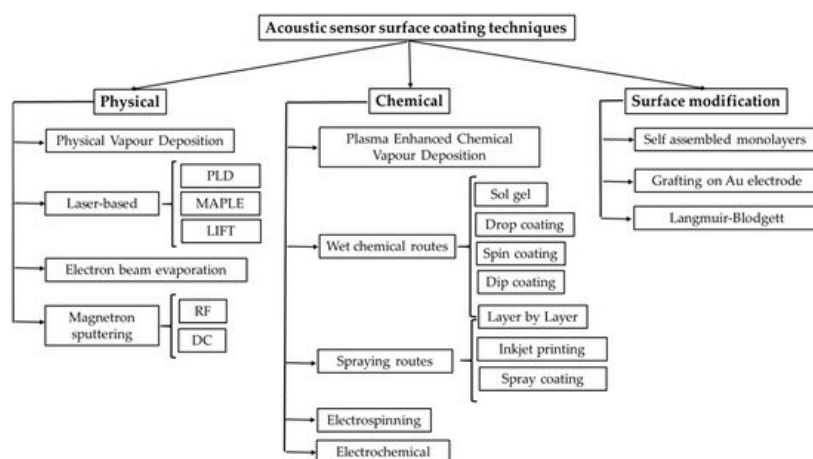 Acoustic sensor surface coating techniques
Physical
Physical Vapour Deposition
Laser-based
PLD
MAPLE
LIFT
Electron beam evaporation
Magnetron
sputtering
RF
DC
Chemical
Plasma Enhanced Chemical
Vapour Deposition
Wet chemical routes
Sol gel
Drop coating
Spin coating
Dip coating
Layer by Layer
Spraying routes
Inkjet printing
Spray coating
Electrospinning
Electrochemical
Surface modification
Self assembled monolayers
Grafting on Au electrode
Langmuir-Blodgett